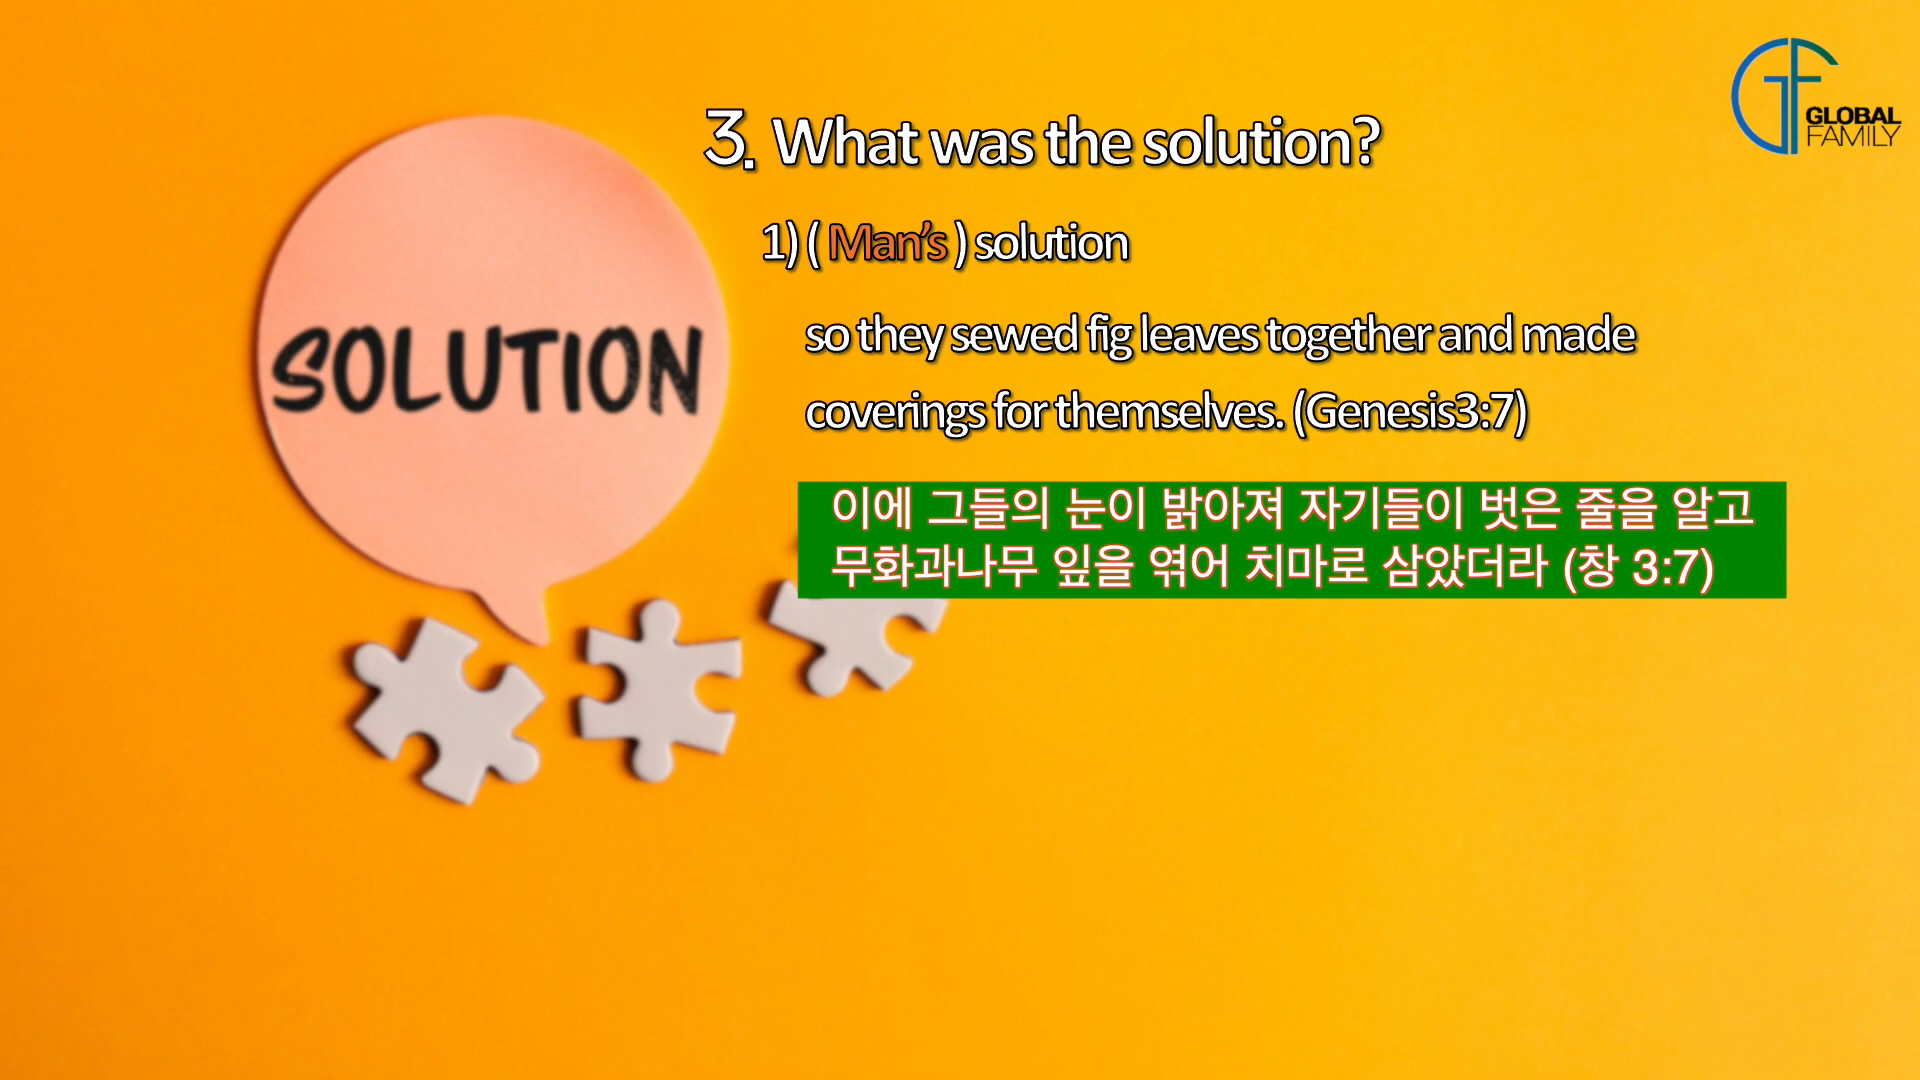 SOLUTION
3. What was the solution?
1) ( Man's ) solution
so they sewed fig leaves together and made
coverings for themselves. (Genesis3:7)
이에 그들의 눈이 밝아져 자기들이 벗은 줄을 알고
무화과나무 잎을 엮어 치마로 삼았더라 (창 3:7)
GF GLOBAL
FAMILY